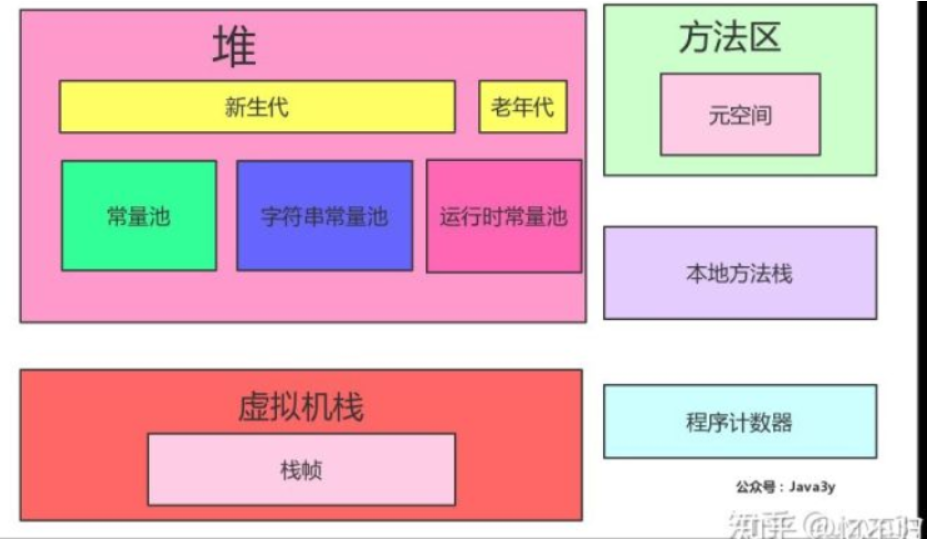 堆
新生代
老年代
常量池
字符串常量池
运行时常量池
方法区
元空间
本地方法栈
虚拟机栈
栈帧
程序计数器
公众号：Java3y
知乎